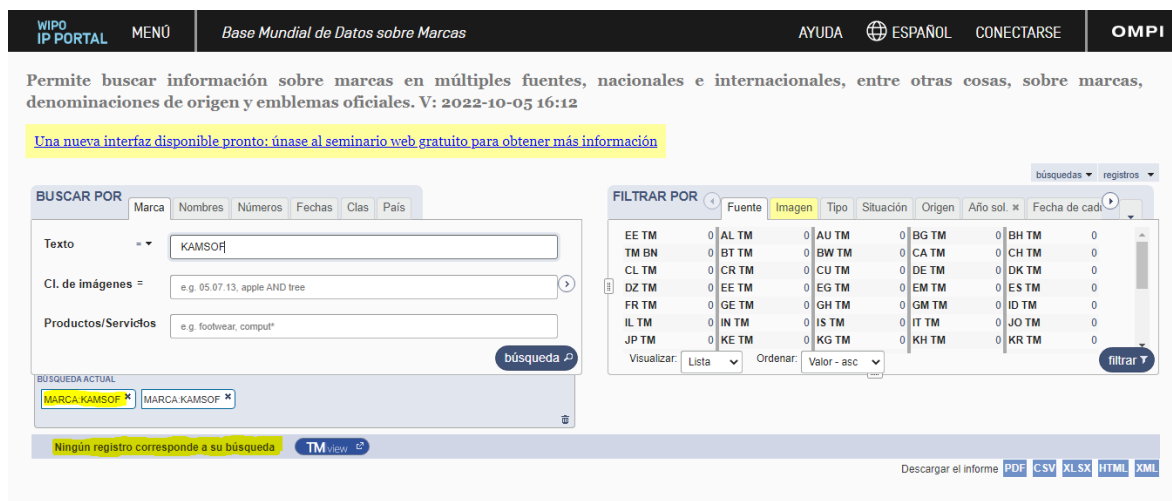 WIPO
IP PORTAL
MENÚ
Base Mundial de Datos sobre Marcas
AYUDA
ESPAÑOL
CONECTARSE
OMPI
Permite buscar información sobre marcas en múltiples fuentes, nacionales e internacionales, entre otras cosas, sobre marcas,
denominaciones de origen y emblemas oficiales. V: 2022-10-05 16:12
Una nueva interfaz disponible pronto: únase al seminario web gratuito para obtener más información
búsquedas registros
BUSCAR POR
Marca Nombres Números Fechas Clas País
Texto = KAMSOF
Cl. de imágenes = e.g. 05.07.13, apple AND tree
Productos/Servicios e.g. footwear, comput*
búsqueda
BÚSQUEDA ACTUAL
MARCA:KAMSOF MARCA:KAMSOF
FILTRAR POR
Fuente Imagen Tipo Situación Origen Año sol. Fecha de cadu
EE TM 0 AL TM 0 AU TM 0 BG TM 0 BH TM 0
TM BN 0 BT TM 0 BW TM 0 CA TM 0 CH TM 0
CL TM 0 CR TM 0 CU TM 0 DE TM 0 DK TM 0
DZ TM 0 EE TM 0 EG TM 0 EM TM 0 ES TM 0
FR TM 0 GE TM 0 GH TM 0 GM TM 0 ID TM 0
IL TM 0 IN TM 0 IS TM 0 IT TM 0 JO TM 0
JP TM 0 KE TM 0 KG TM 0 KH TM 0 KR TM 0
Visualizar: Lista Ordenar: Valor - asc filtrar
Ningún registro corresponde a su búsqueda TMview
Descargar el informe PDF CSV XLSX HTML XML